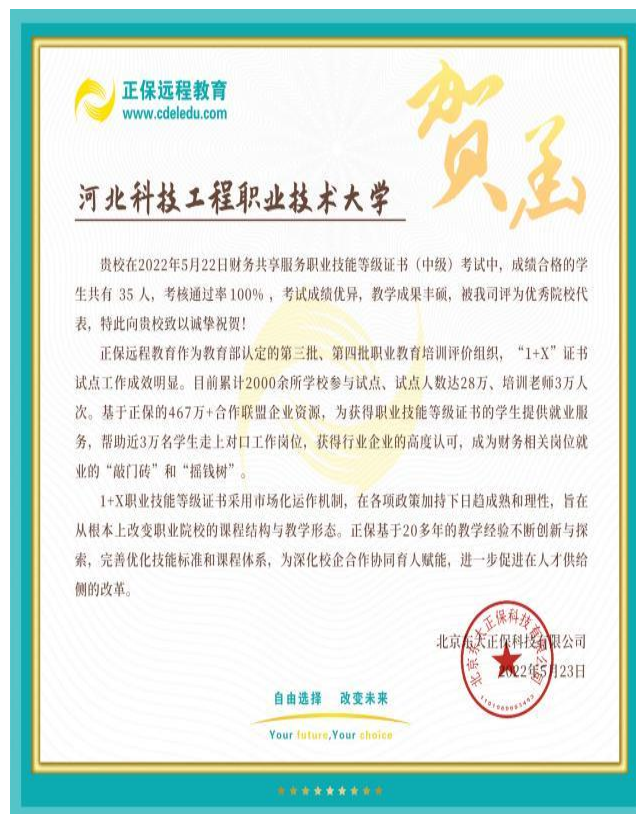 正保远程教育
www.cdeledu.com
贺函
河北科技工程职业技术大学
贵校在2022年5月22日财务共享服务职业技能等级证书（中级）考试中，成绩合格的学
生共有 35 人，考核通过率100%，考试成绩优异，教学成果丰硕，被我司评为优秀院校代
表，特此向贵校致以诚挚祝贺！
正保远程教育作为教育部认定的第三批、第四批职业教育培训评价组织，“1+X”证书
试点工作成效明显。目前累计2000余所学校参与试点、试点人数达28万、培训老师3万人
次。基于正保的467万+合作联盟企业资源，为获得职业技能等级证书的学生提供就业服
务，帮助近3万名学生走上对口工作岗位，获得行业企业的高度认可，成为财务相关岗位就
业的“敲门砖”和“摇钱树”。
1+X职业技能等级证书采用市场化运作机制，在各项政策加持下日趋成熟和理性，旨在
从根本上改变职业院校的课程结构与教学形态。正保基于20多年的教学经验不断创新与探
索，完善优化技能标准和课程体系，为深化校企合作协同育人赋能，进一步促进在人才供给
侧的改革。
北京东大正保科技有限公司
2022年5月23日
北京东大正保科技有限公司
自由选择 改变未来
Your future,Your choice